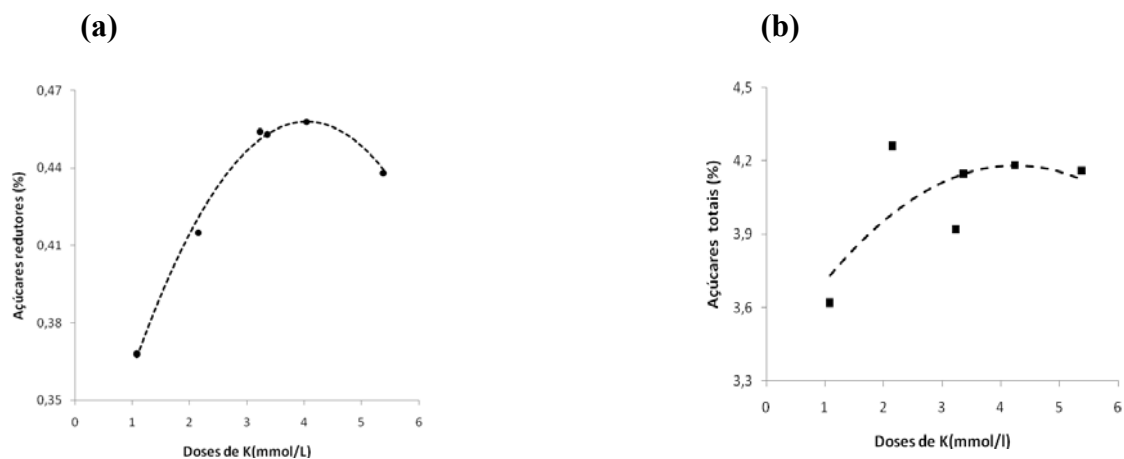 (a)
0,47
0,44
0,41
0,38
0,35
Açúcares redutores (%)
0 1 2 3 4 5 6
Doses de K(mmol/L)
(b)
4,5
4,2
3,9
3,6
3,3
Açúcares totais (%)
0 1 2 3 4 5 6
Doses de K(mmol/l)